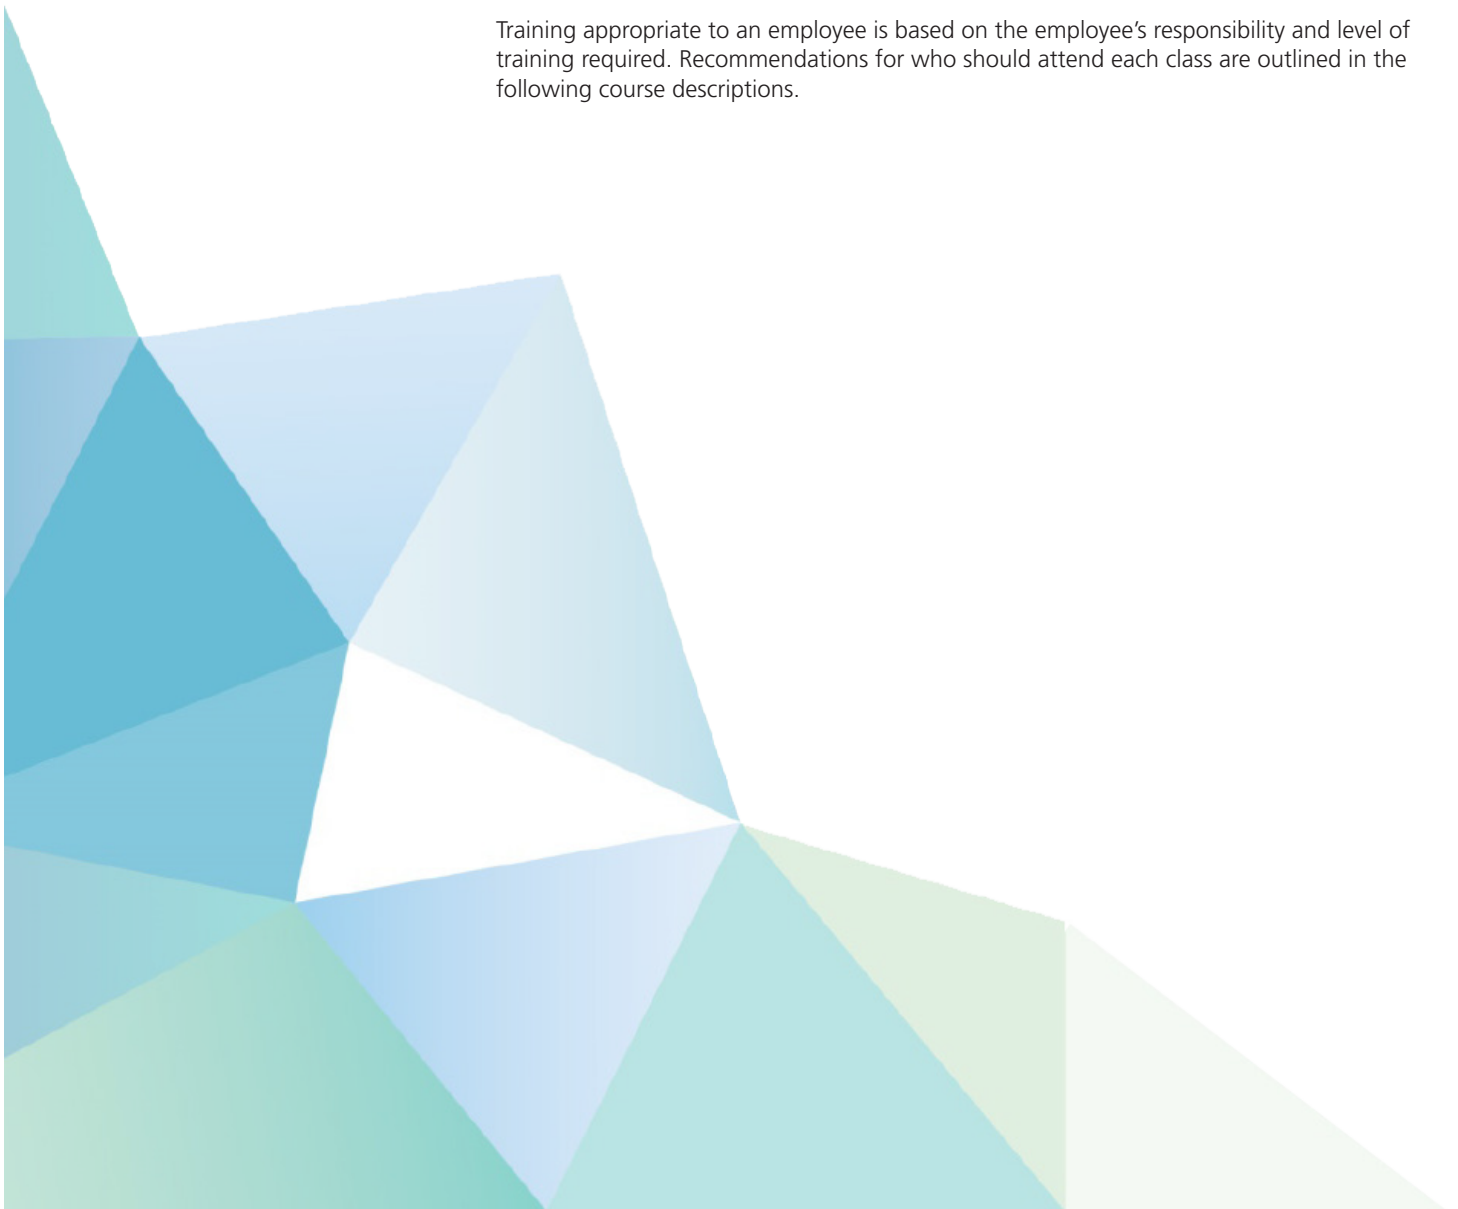 Training appropriate to an employee is based on the employee’s responsibility and level of
training required. Recommendations for who should attend each class are outlined in the
following course descriptions.